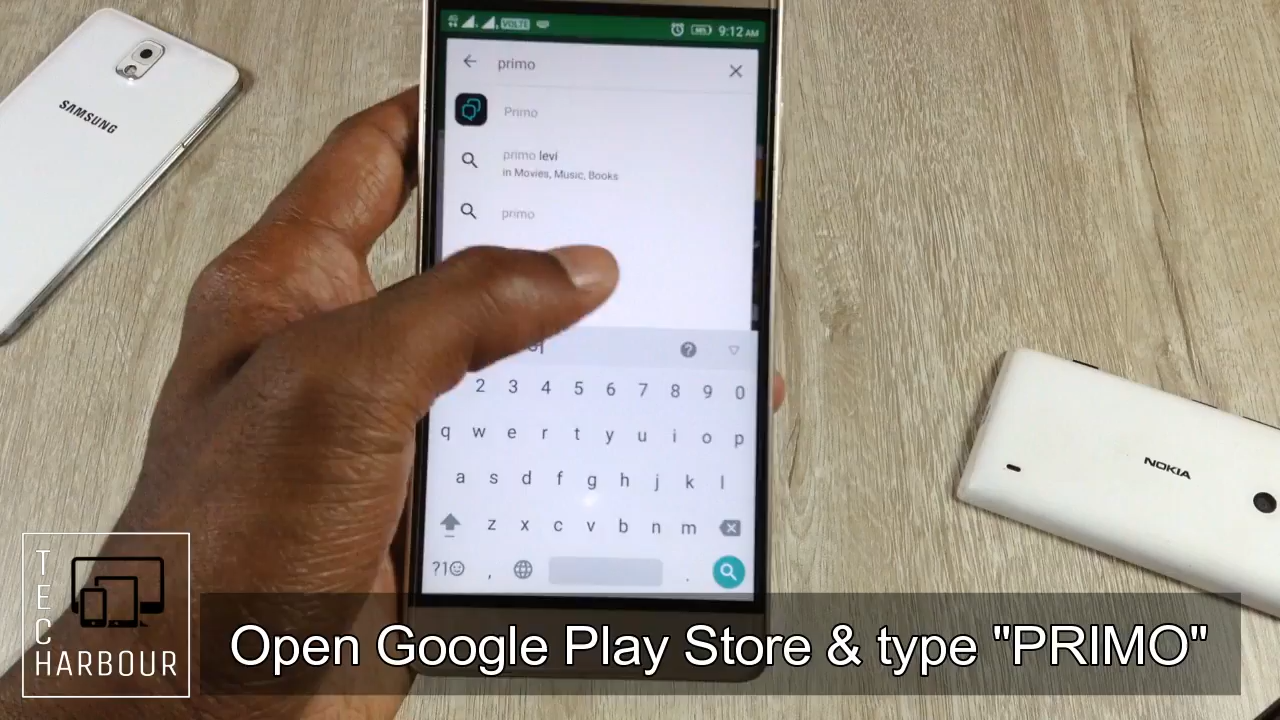 SAMSUNG
VOLTE
9:12 AM
primo
Primo
primo levi
in Movies, Music, Books
primo
2 3 4 5 6 7 8 9 0
q w e r t y u i o p
a s d f g h j k l
z x c v b n m
?1☺ , .
NOKIA
TECH
HARBOUR
Open Google Play Store & type "PRIMO"